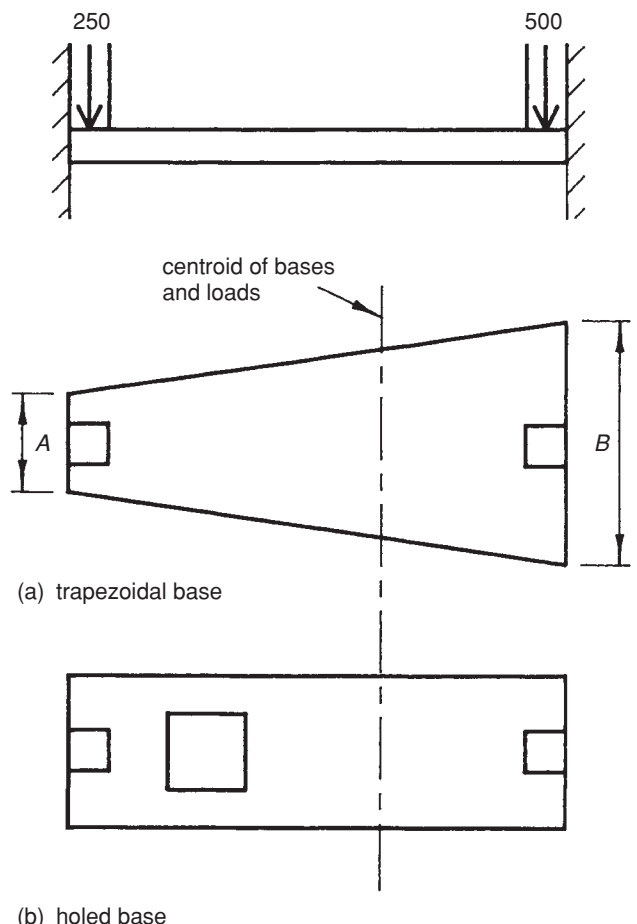 250 500
centroid of bases
and loads
A B
(a) trapezoidal base
(b) holed base